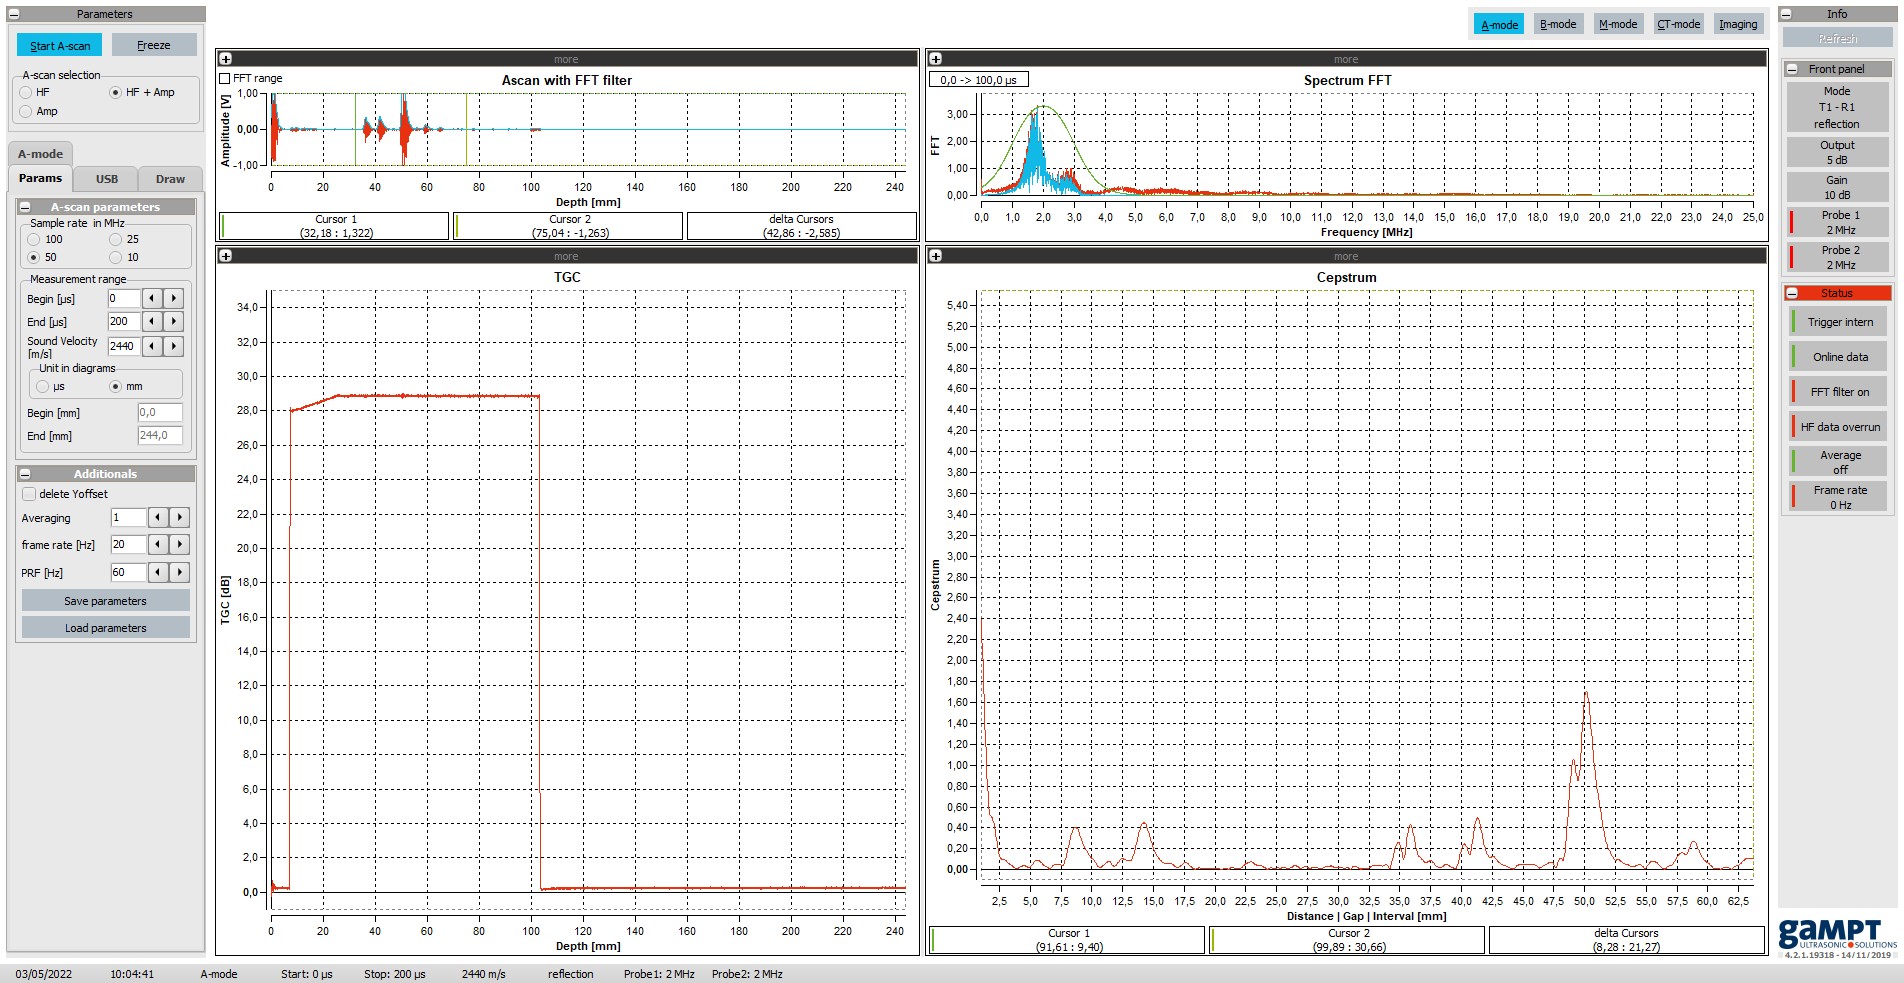 Parameters
Start A-scan
Freeze
A-scan selection
HF
HF + Amp
Amp
A-mode
Params
USB
Draw
A-scan parameters
Sample rate in MHz
100
25
50
10
Measurement range
Begin [µs]
0
End [µs]
200
Sound Velocity
[m/s]
2440
Unit in diagrams
µs
mm
Begin [mm]
0,0
End [mm]
244,0
Additionals
delete Yoffset
Averaging
1
frame rate [Hz]
20
PRF [Hz]
60
Save parameters
Load parameters
more
FFT range
Ascan with FFT filter
Amplitude [V]
1,00
0,00
-1,00
0 20 40 60 80 100 120 140 160 180 200 220 240
Depth [mm]
Cursor 1
(32,18 : 1,322)
Cursor 2
(75,04 : -1,263)
delta Cursors
(42,86 : -2,585)
A-mode
B-mode
M-mode
CT-mode
Imaging
more
0,0 -> 100,0 µs
Spectrum FFT
FFT
3,00
2,00
1,00
0,00
0,0 1,0 2,0 3,0 4,0 5,0 6,0 7,0 8,0 9,0 10,0 11,0 12,0 13,0 14,0 15,0 16,0 17,0 18,0 19,0 20,0 21,0 22,0 23,0 24,0 25,0
Frequency [MHz]
more
TGC
TGC [dB]
34,0
32,0
30,0
28,0
26,0
24,0
22,0
20,0
18,0
16,0
14,0
12,0
10,0
8,0
6,0
4,0
2,0
0,0
0 20 40 60 80 100 120 140 160 180 200 220 240
Depth [mm]
more
Cepstrum
Cepstrum
5,40
5,20
5,00
4,80
4,60
4,40
4,20
4,00
3,80
3,60
3,40
3,20
3,00
2,80
2,60
2,40
2,20
2,00
1,80
1,60
1,40
1,20
1,00
0,80
0,60
0,40
0,20
0,00
2,5 5,0 7,5 10,0 12,5 15,0 17,5 20,0 22,5 25,0 27,5 30,0 32,5 35,0 37,5 40,0 42,5 45,0 47,5 50,0 52,5 55,0 57,5 60,0 62,5
Distance | Gap | Interval [mm]
Cursor 1
(91,61 : 9,40)
Cursor 2
(99,89 : 30,66)
delta Cursors
(8,28 : 21,27)
Info
Refresh
Front panel
Mode
T1 - R1
reflection
Output
5 dB
Gain
10 dB
Probe 1
2 MHz
Probe 2
2 MHz
Status
Trigger intern
Online data
FFT filter on
HF data overrun
Average
off
Frame rate
0 Hz
gAMPT
ULTRASONIC SOLUTIONS
4.2.1.19318 - 14/11/2019
03/05/2022 10:04:41 A-mode Start: 0 µs Stop: 200 µs 2440 m/s reflection Probe1: 2 MHz Probe2: 2 MHz